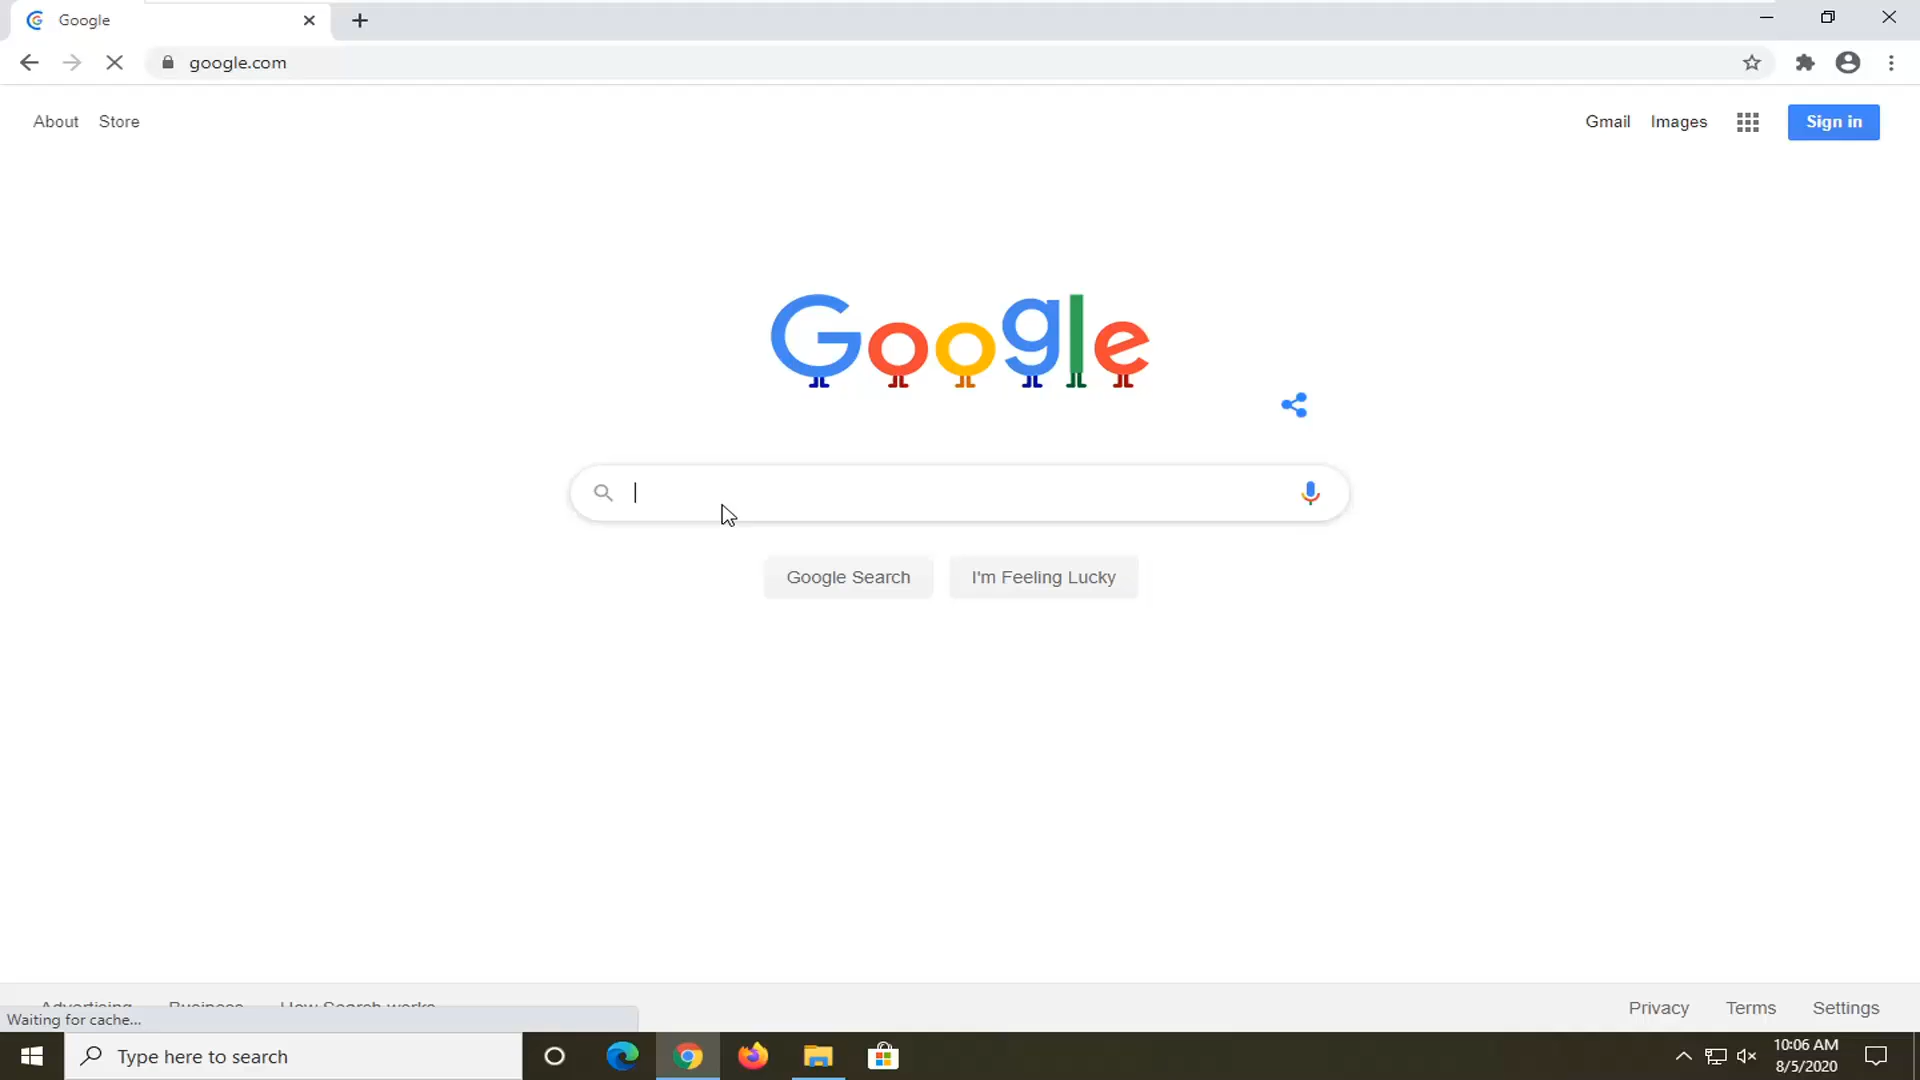 Google
google.com
About Store
Gmail Images Sign in
Google
Google Search I'm Feeling Lucky
Advertising Business How Search works
Privacy Terms Settings
Waiting for cache...
Type here to search
10:06 AM
8/5/2020